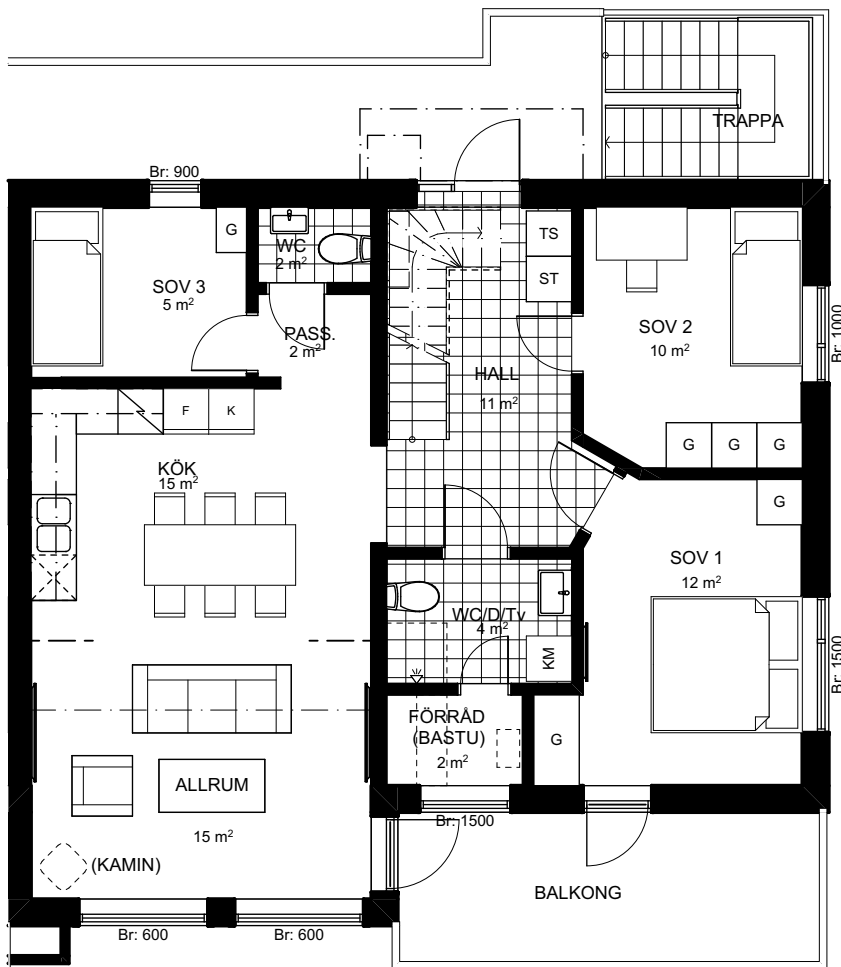 TRAPPA
Br: 900
G
WC
2 m²
TS
ST
SOV 3
5 m²
PASS.
2 m²
SOV 2
10 m²
Br: 1000
HALL
11 m²
F
K
G
G
G
KÖK
15 m²
G
SOV 1
12 m²
WC/D/Tv
4 m²
KM
Br: 1500
FÖRRÅD
(BASTU)
2 m²
G
ALLRUM
15 m²
Br: 1500
(KAMIN)
BALKONG
Br: 600
Br: 600